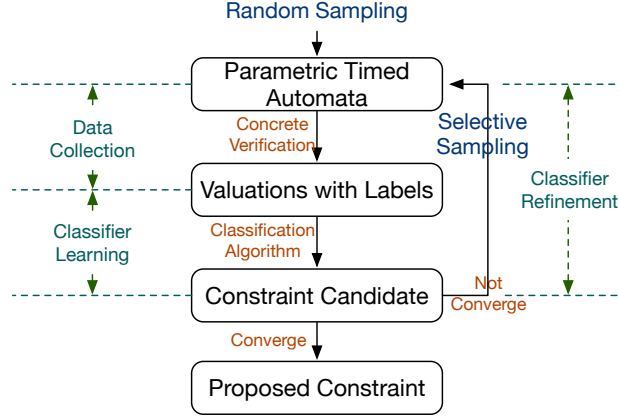 Random Sampling
Parametric Timed
Automata
Concrete
Verification
Data
Collection
Selective
Sampling
Valuations with Labels
Classifier
Refinement
Classification
Algorithm
Classifier
Learning
Constraint Candidate
Not
Converge
Converge
Proposed Constraint